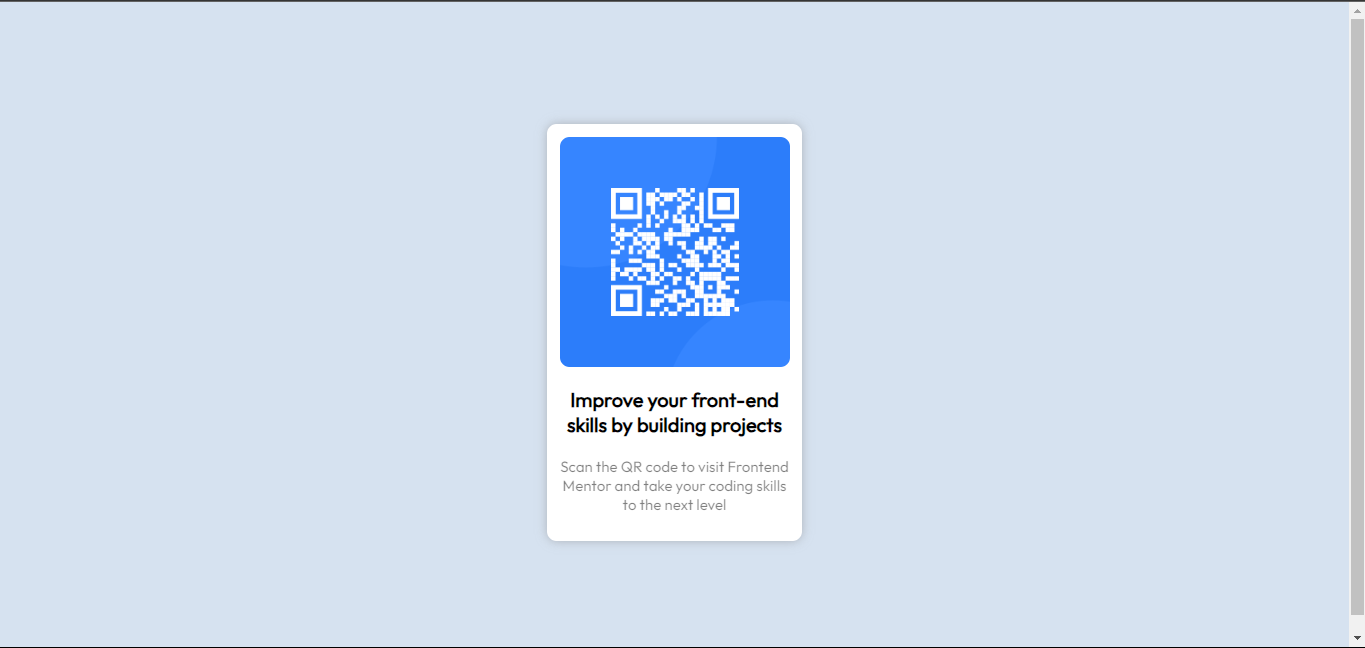 Improve your front-end
skills by building projects
Scan the QR code to visit Frontend
Mentor and take your coding skills
to the next level